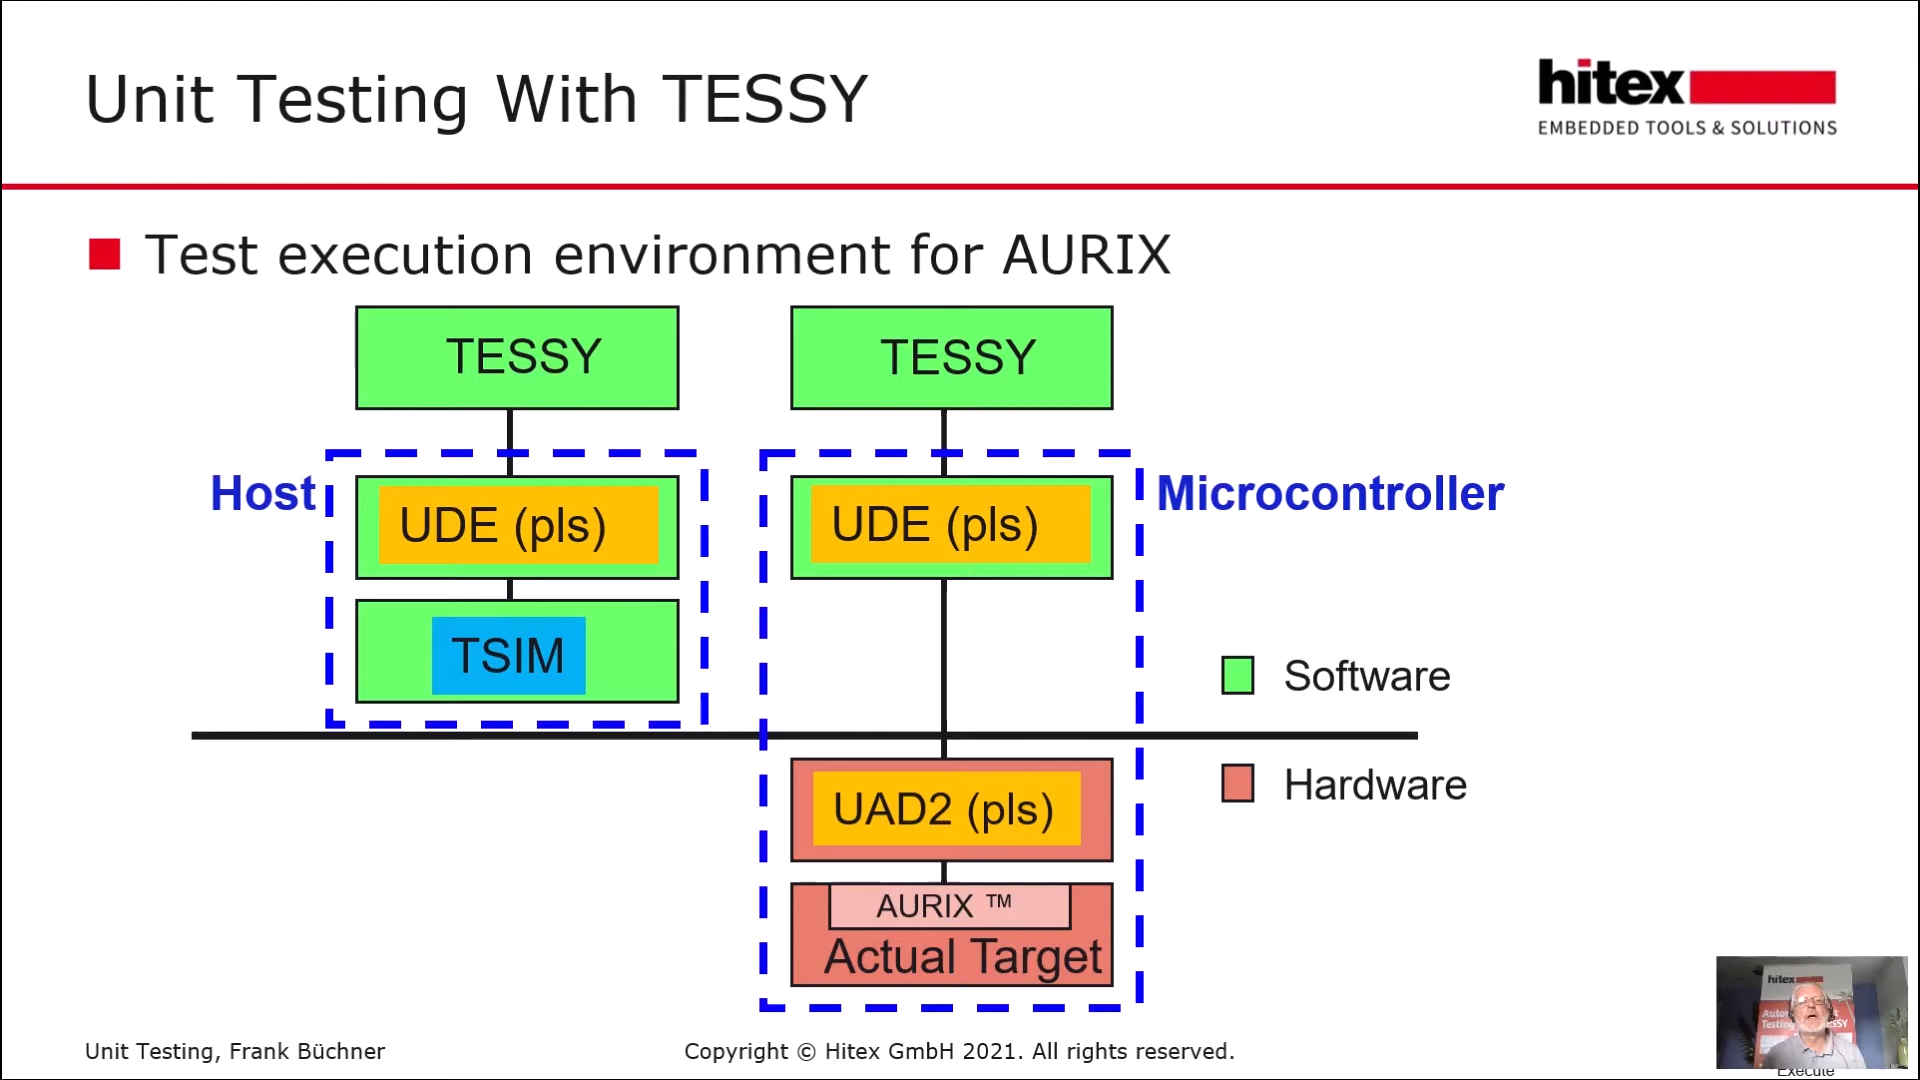 Unit Testing With TESSY
hitex
EMBEDDED TOOLS & SOLUTIONS
Test execution environment for AURIX
TESSY
TESSY
Host
UDE (pls)
UDE (pls)
Microcontroller
TSIM
Software
Hardware
UAD2 (pls)
AURIX ™
Actual Target
hitex
Unit Testing, Frank Büchner
Copyright © Hitex GmbH 2021. All rights reserved.
Execute